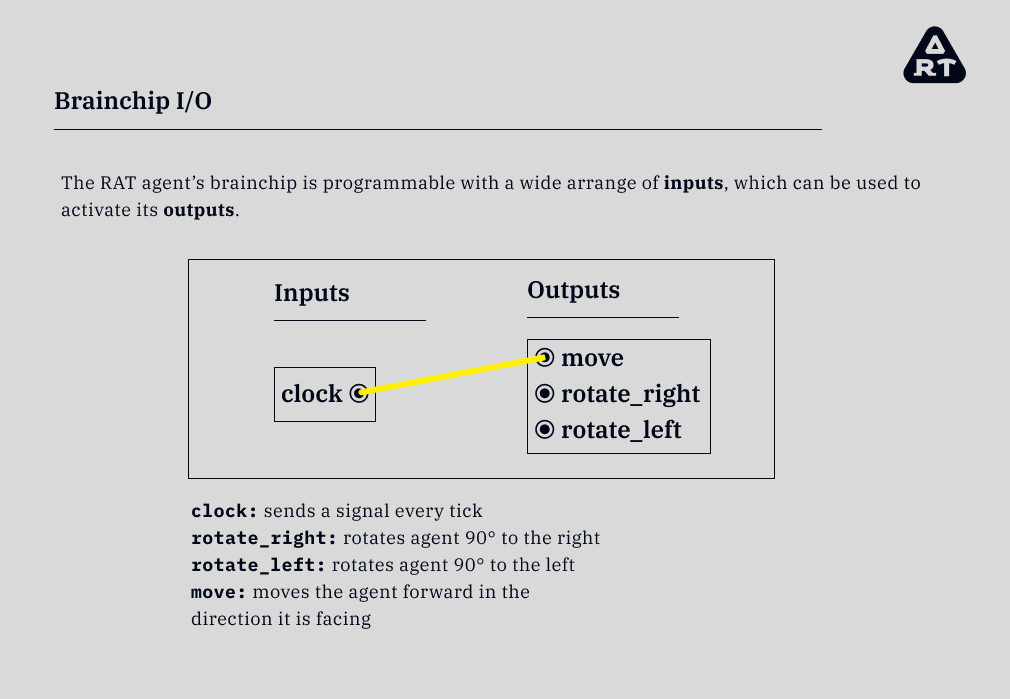 ART
Brainchip I/O
The RAT agent’s brainchip is programmable with a wide arrange of inputs, which can be used to
activate its outputs.
Inputs
Outputs
clock
move
rotate_right
rotate_left
clock: sends a signal every tick
rotate_right: rotates agent 90° to the right
rotate_left: rotates agent 90° to the left
move: moves the agent forward in the
direction it is facing